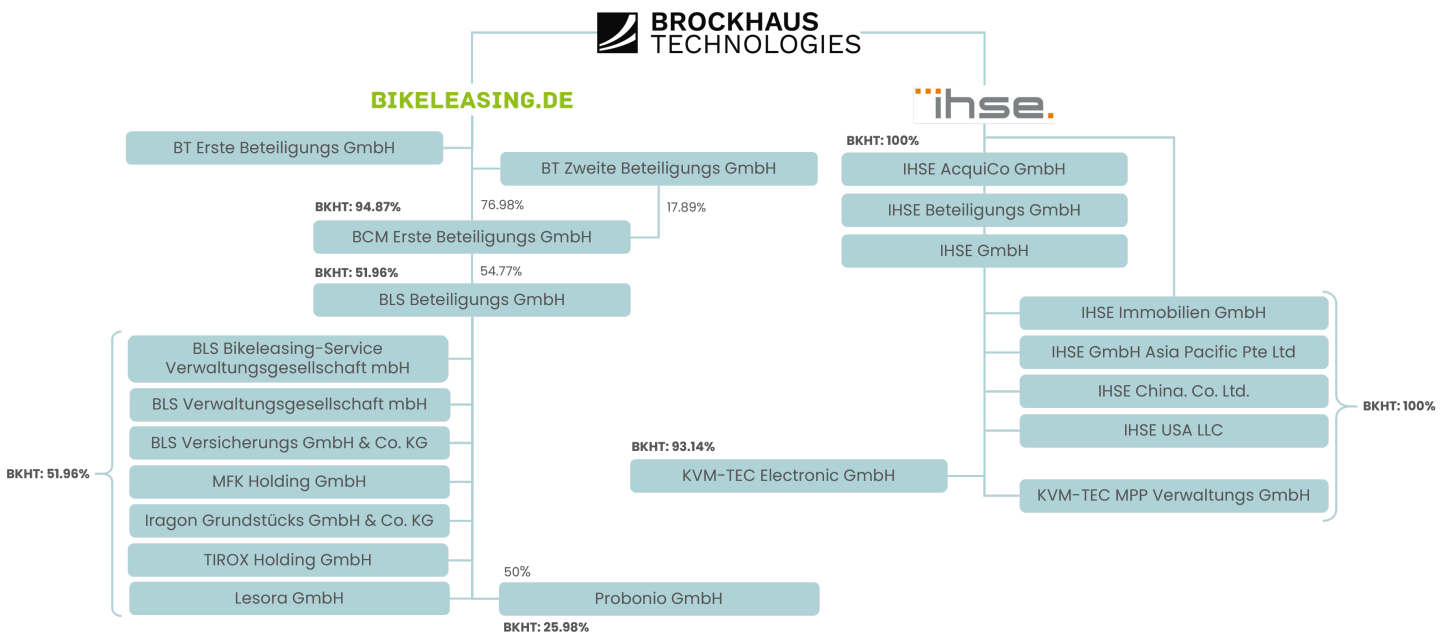 BROCKHAUS
TECHNOLOGIES
BIKELEASING.DE
BT Erste Beteiligungs GmbH
BT Zweite Beteiligungs GmbH
BKHT: 94.87%
76.98%
17.89%
BCM Erste Beteiligungs GmbH
BKHT: 51.96%
54.77%
BLS Beteiligungs GmbH
BKHT: 51.96%
BLS Bikeleasing-Service
Verwaltungsgesellschaft mbH
BLS Verwaltungsgesellschaft mbH
BLS Versicherungs GmbH & Co. KG
MFK Holding GmbH
Iragon Grundstücks GmbH & Co. KG
TIROX Holding GmbH
Lesora GmbH
50%
Probonio GmbH
BKHT: 25.98%
ihse.
BKHT: 100%
IHSE AcquiCo GmbH
IHSE Beteiligungs GmbH
IHSE GmbH
IHSE Immobilien GmbH
IHSE GmbH Asia Pacific Pte Ltd
IHSE China. Co. Ltd.
IHSE USA LLC
BKHT: 93.14%
KVM-TEC Electronic GmbH
KVM-TEC MPP Verwaltungs GmbH
BKHT: 100%